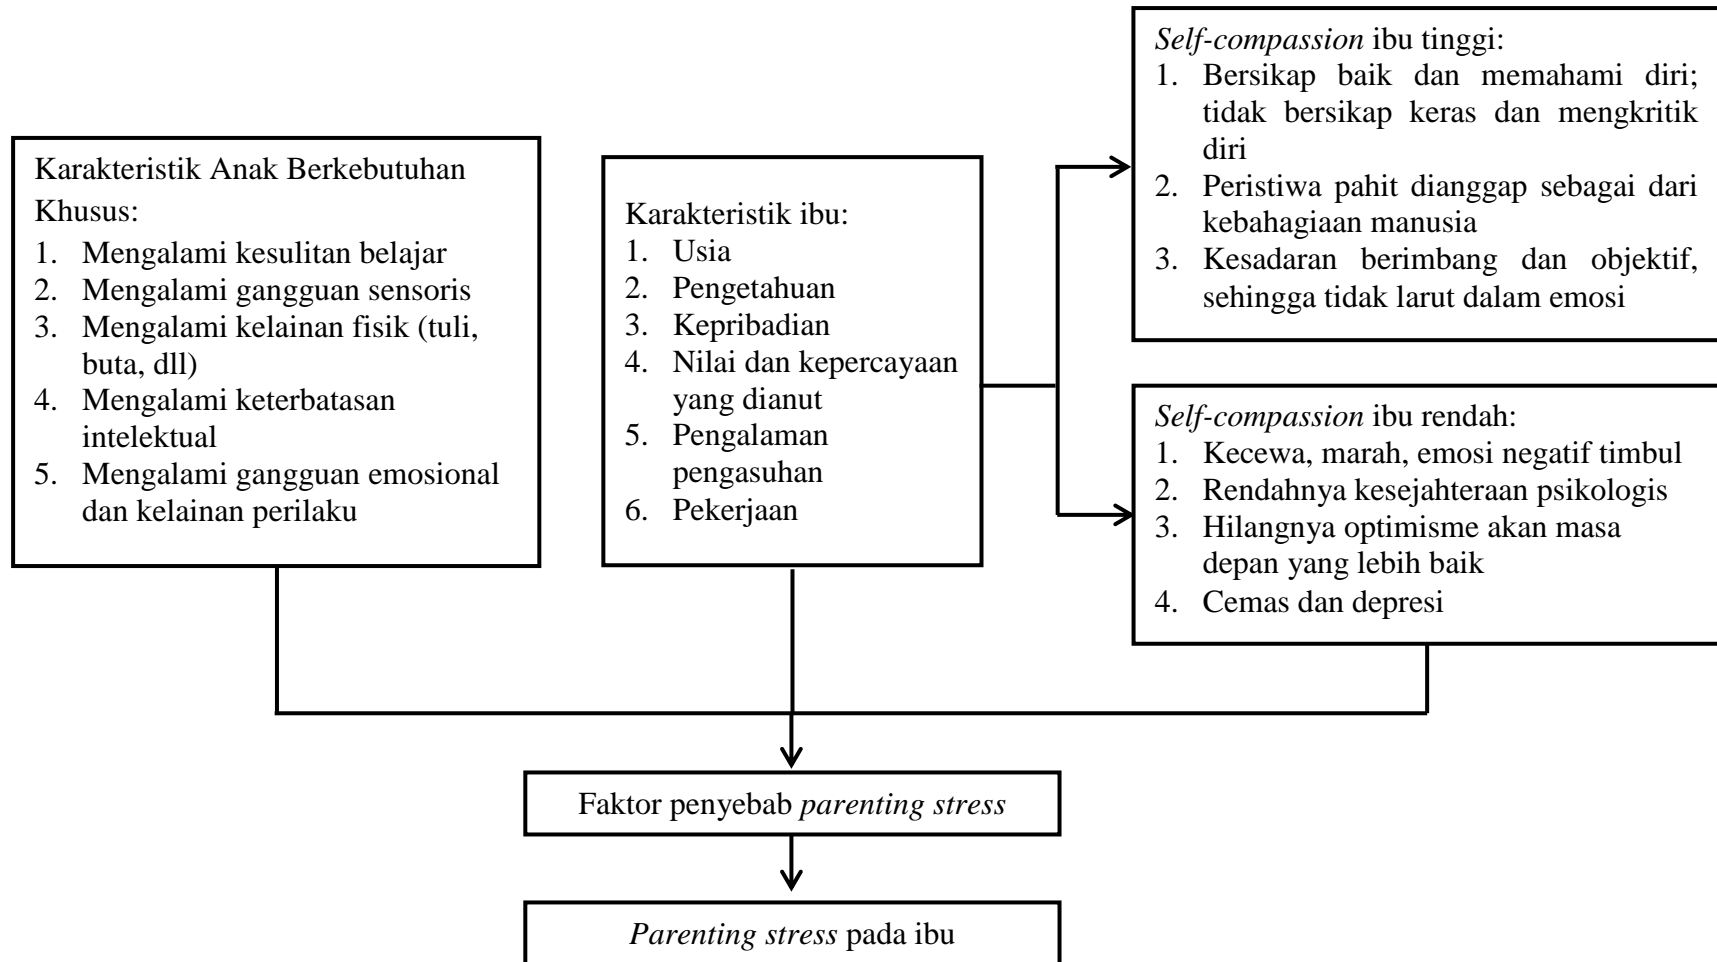 Karakteristik Anak Berkebutuhan
Khusus:
1. Mengalami kesulitan belajar
2. Mengalami gangguan sensoris
3. Mengalami kelainan fisik (tuli,
buta, dll)
4. Mengalami keterbatasan
intelektual
5. Mengalami gangguan emosional
dan kelainan perilaku
Karakteristik ibu:
1. Usia
2. Pengetahuan
3. Kepribadian
4. Nilai dan kepercayaan
yang dianut
5. Pengalaman
pengasuhan
6. Pekerjaan
Self-compassion ibu tinggi:
1. Bersikap baik dan memahami diri;
tidak bersikap keras dan mengkritik
diri
2. Peristiwa pahit dianggap sebagai dari
kebahagiaan manusia
3. Kesadaran berimbang dan objektif,
sehingga tidak larut dalam emosi
Self-compassion ibu rendah:
1. Kecewa, marah, emosi negatif timbul
2. Rendahnya kesejahteraan psikologis
3. Hilangnya optimisme akan masa
depan yang lebih baik
4. Cemas dan depresi
Faktor penyebab parenting stress
Parenting stress pada ibu